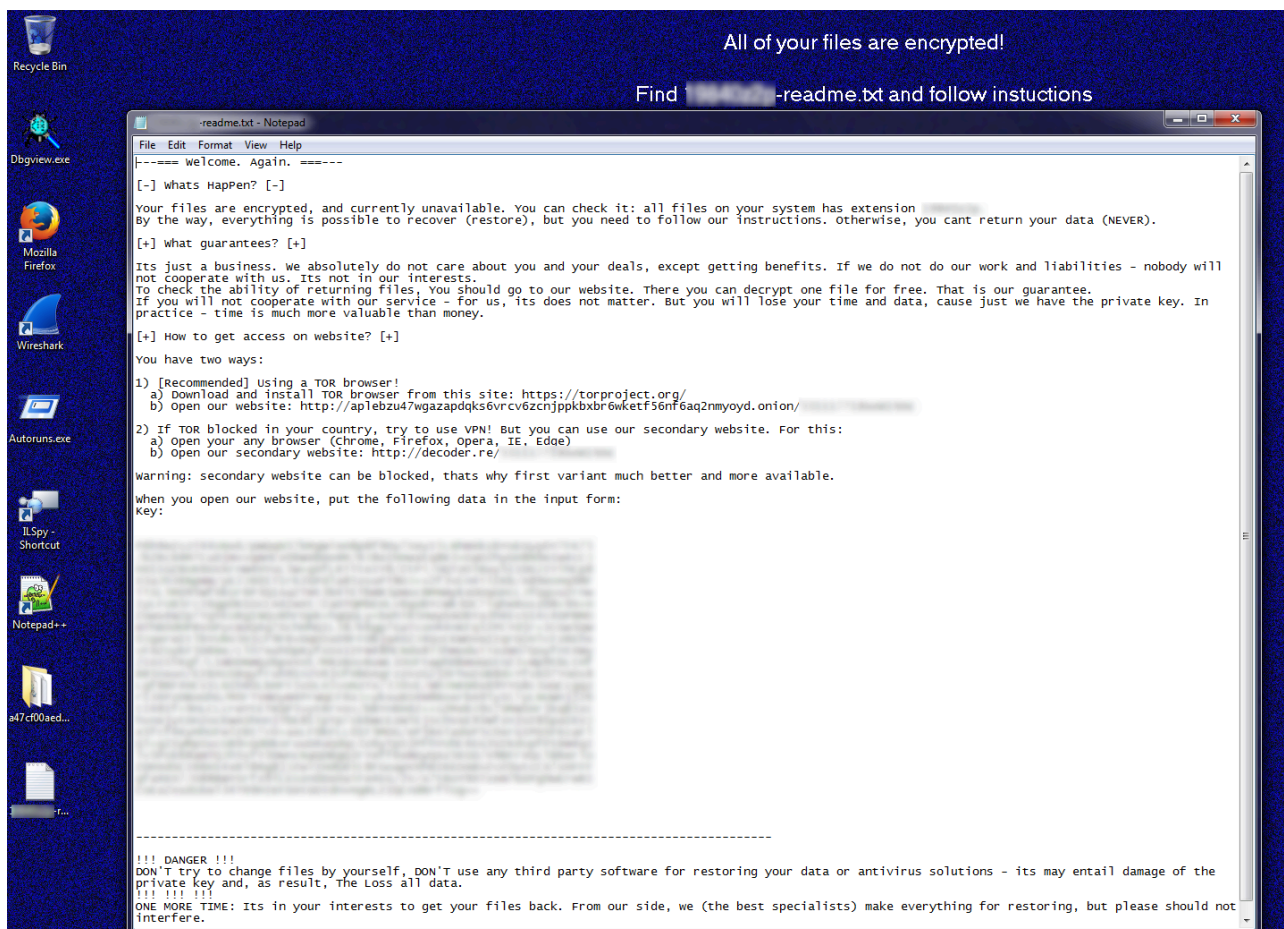 All of your files are encrypted!
Find -readme.txt and follow instuctions
Recycle Bin
Dbgview.exe
Mozilla
Firefox
Wireshark
Autoruns.exe
ILSpy -
Shortcut
Notepad++
a47cf00aed...
-r...
-readme.txt - Notepad
File Edit Format View Help
---=== Welcome. Again. ===---
[-] Whats HapPen? [-]
Your files are encrypted, and currently unavailable. You can check it: all files on your system has extension
By the way, everything is possible to recover (restore), but you need to follow our instructions. Otherwise, you cant return your data (NEVER).
[+] What guarantees? [+]
Its just a business. We absolutely do not care about you and your deals, except getting benefits. If we do not do our work and liabilities - nobody will
not cooperate with us. Its not in our interests.
To check the ability of returning files, You should go to our website. There you can decrypt one file for free. That is our guarantee.
If you will not cooperate with our service - for us, its does not matter. But you will lose your time and data, cause just we have the private key. In
practice - time is much more valuable than money.
[+] How to get access on website? [+]
You have two ways:
1) [Recommended] Using a TOR browser!
a) Download and install TOR browser from this site: https://torproject.org/
b) Open our website: http://aplebzu47wgazapdqks6vrcv6zcnjppkbxbr6wketf56nf6aq2nmyoyd.onion/
2) If TOR blocked in your country, try to use VPN! But you can use our secondary website. For this:
a) Open your any browser (Chrome, Firefox, Opera, IE, Edge)
b) Open our secondary website: http://decoder.re/
Warning: secondary website can be blocked, thats why first variant much better and more available.
When you open our website, put the following data in the input form:
Key:
-----------------------------------------------------------------------------------------
!!! DANGER !!!
DON'T try to change files by yourself, DON'T use any third party software for restoring your data or antivirus solutions - its may entail damage of the
private key and, as result, The Loss all data.
!!! !!! !!!
ONE MORE TIME: Its in your interests to get your files back. From our side, we (the best specialists) make everything for restoring, but please should not
interfere.